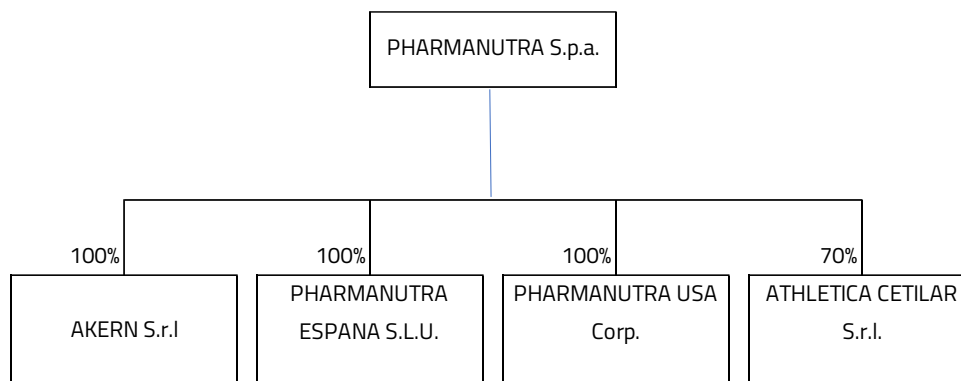 PHARMANUTRA S.p.a.
100%
100%
100%
70%
AKERN S.r.l
PHARMANUTRA
ESPANA S.L.U.
PHARMANUTRA USA
Corp.
ATHLETICA CETILAR
S.r.l.